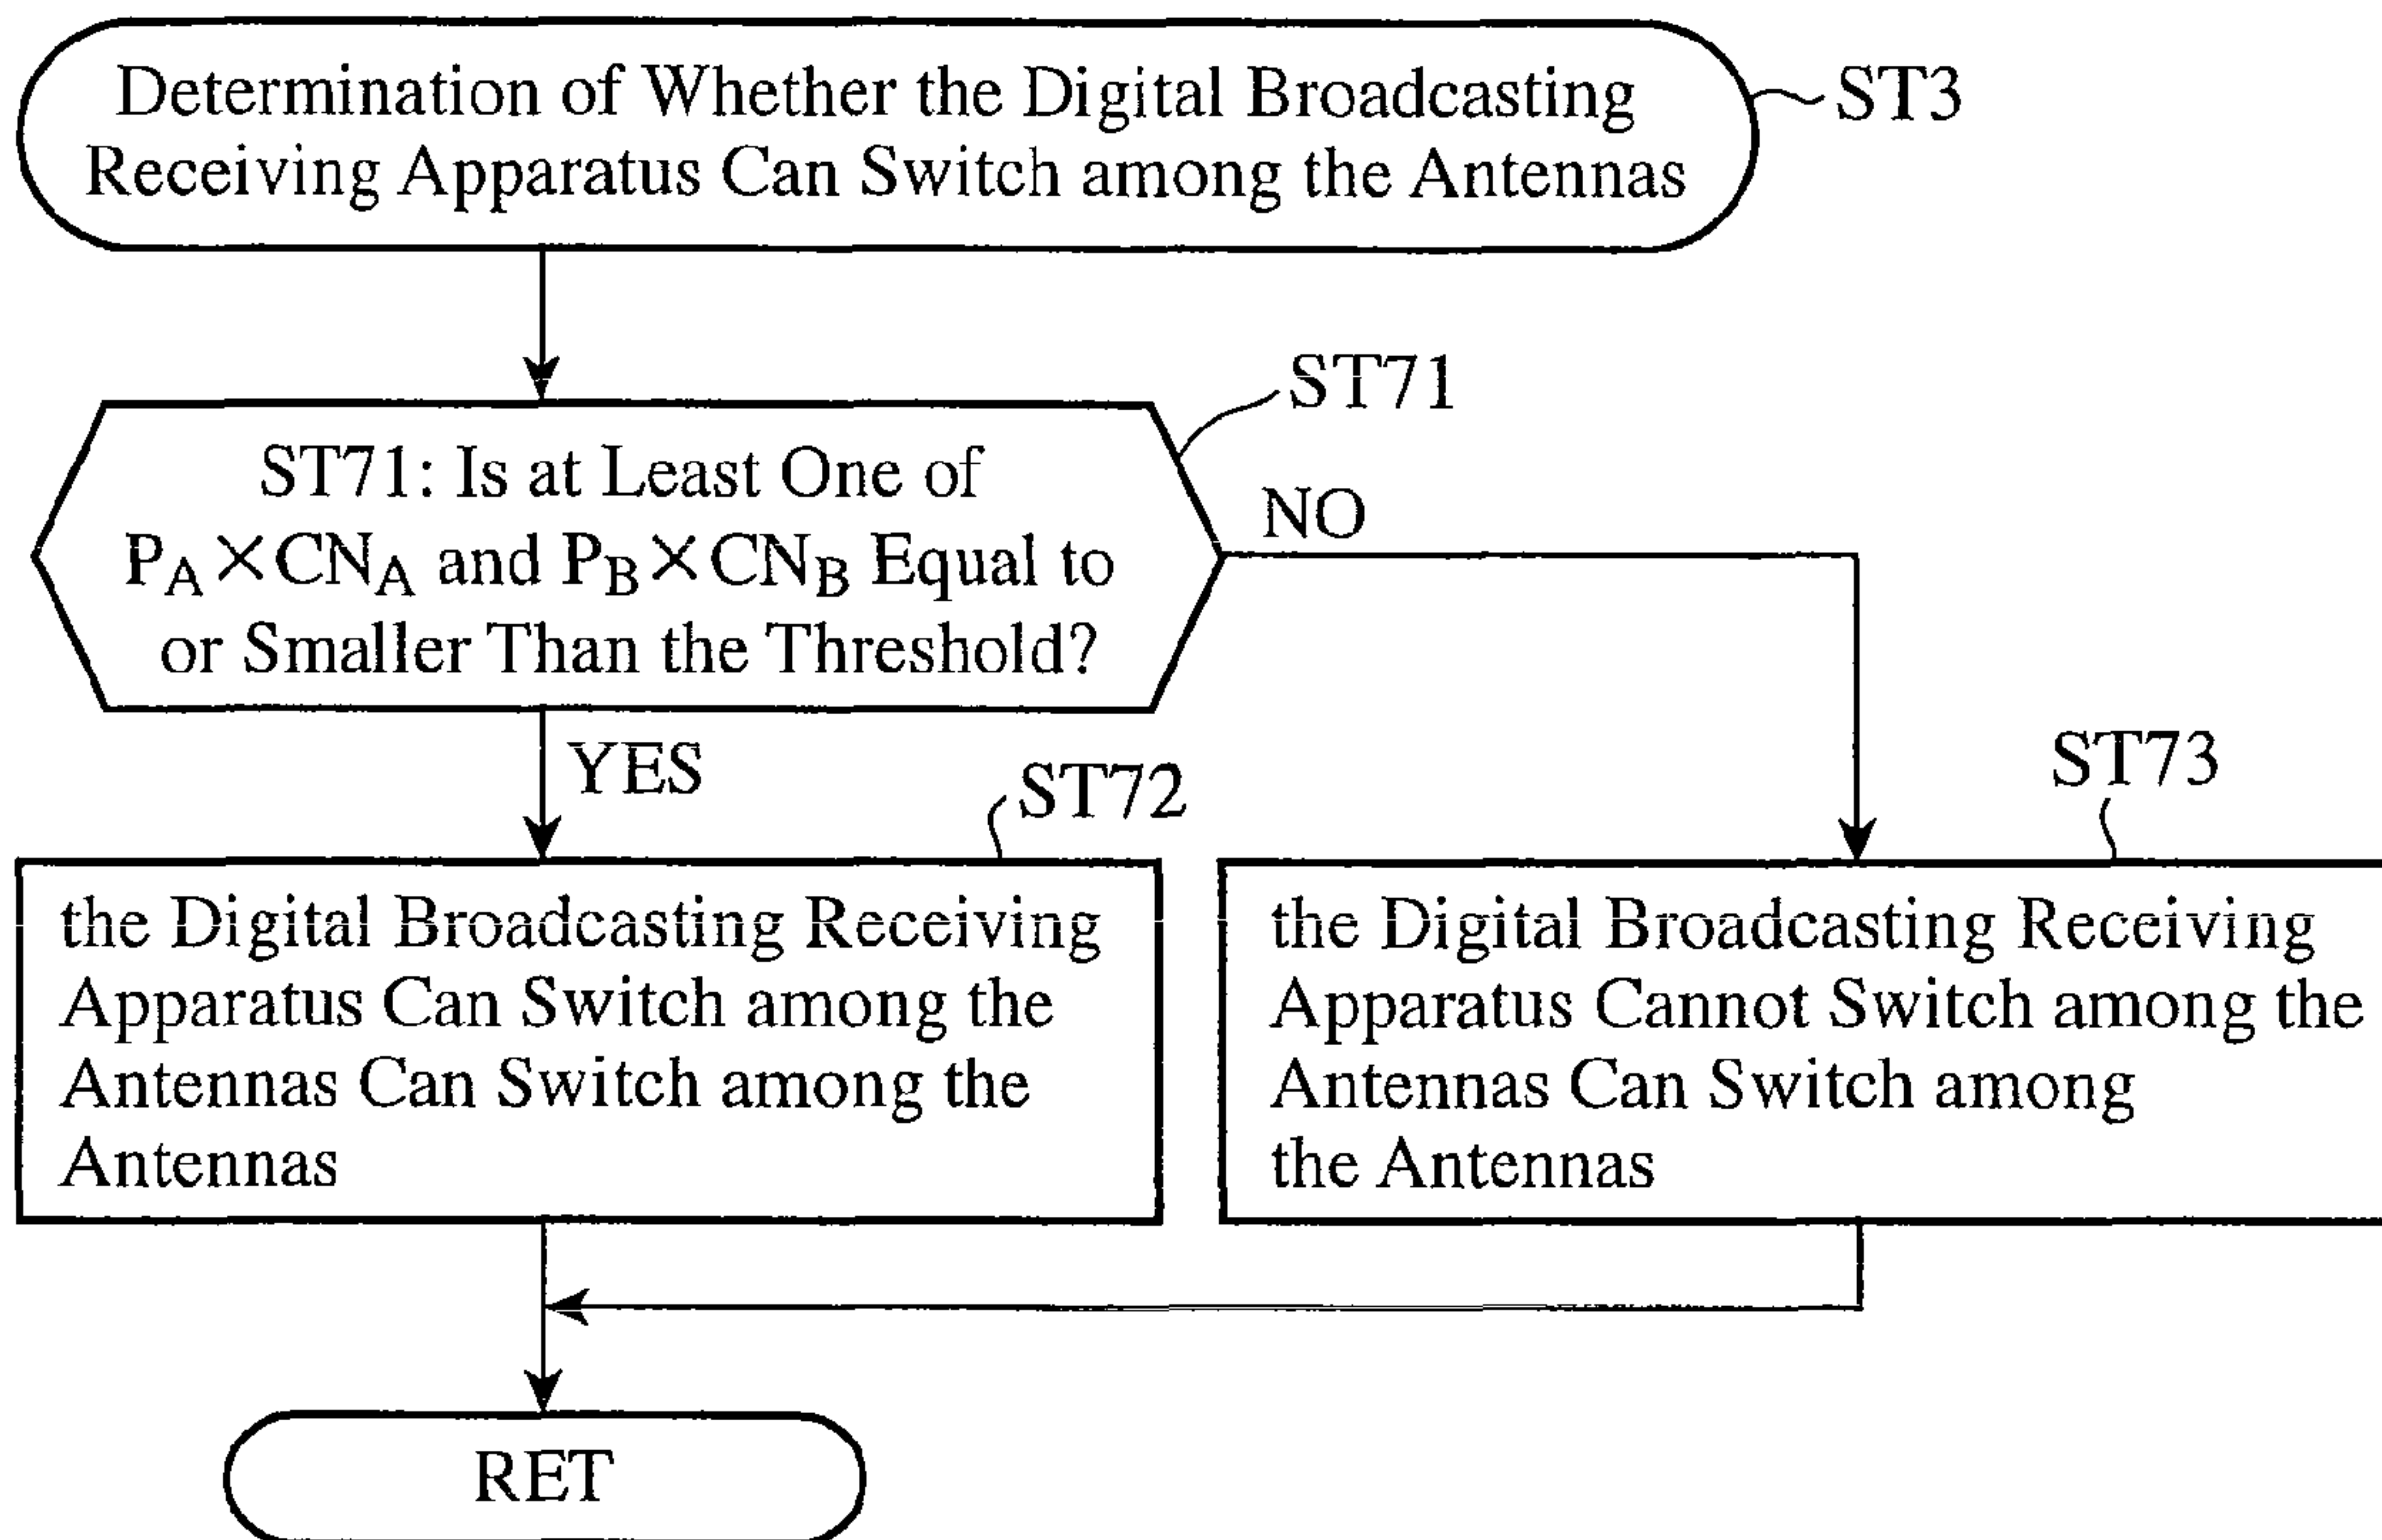 Determination of Whether the Digital Broadcasting
Receiving Apparatus Can Switch among the Antennas
ST3
ST71
ST71: Is at Least One of
PA×CNA and PB×CNB Equal to
or Smaller Than the Threshold?
NO
YES
ST72
ST73
the Digital Broadcasting Receiving
Apparatus Can Switch among the
Antennas Can Switch among the
Antennas
the Digital Broadcasting Receiving
Apparatus Cannot Switch among the
Antennas Can Switch among
the Antennas
RET